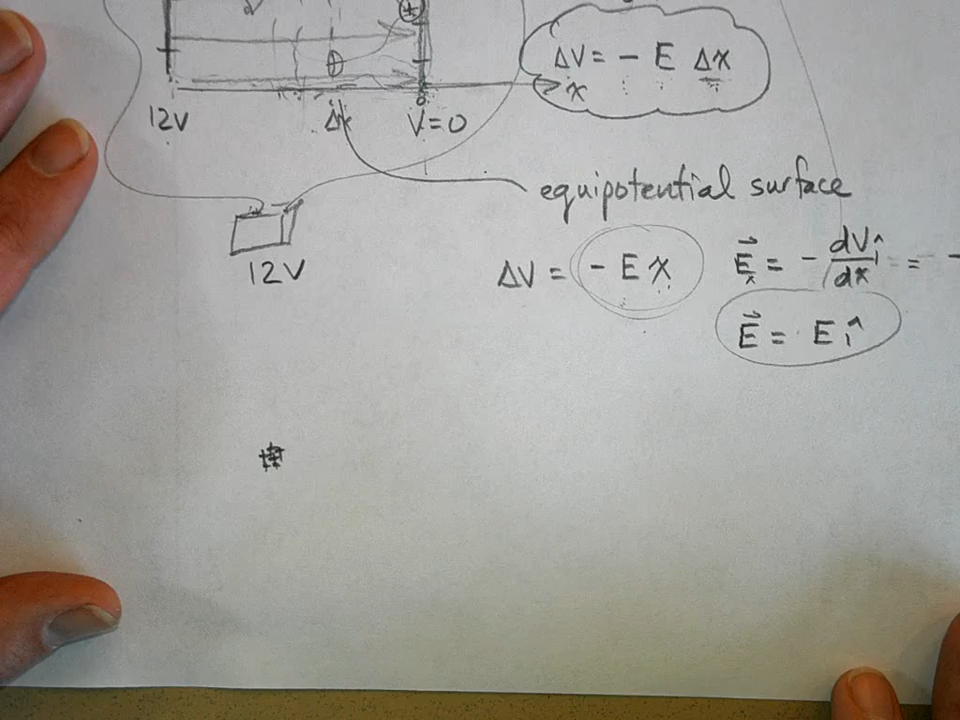 ΔV = - E Δx
x
12V Δx V=0
equipotential surface
12V
ΔV = - E x
E⃗ₓ = - dV/dx î = -
E⃗ = E î